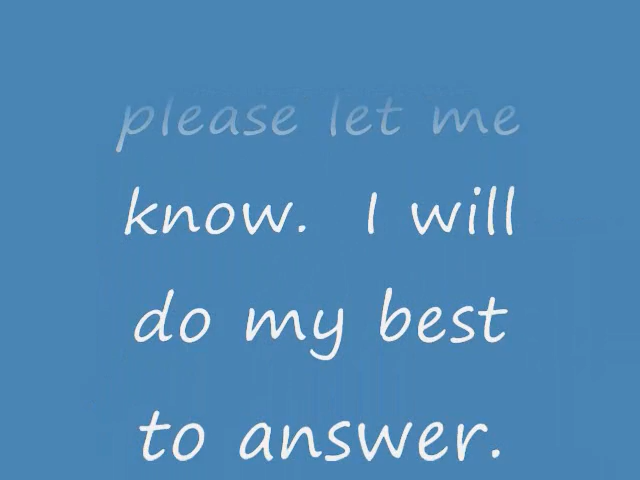 please let me
know.  I will
do my best
to answer.